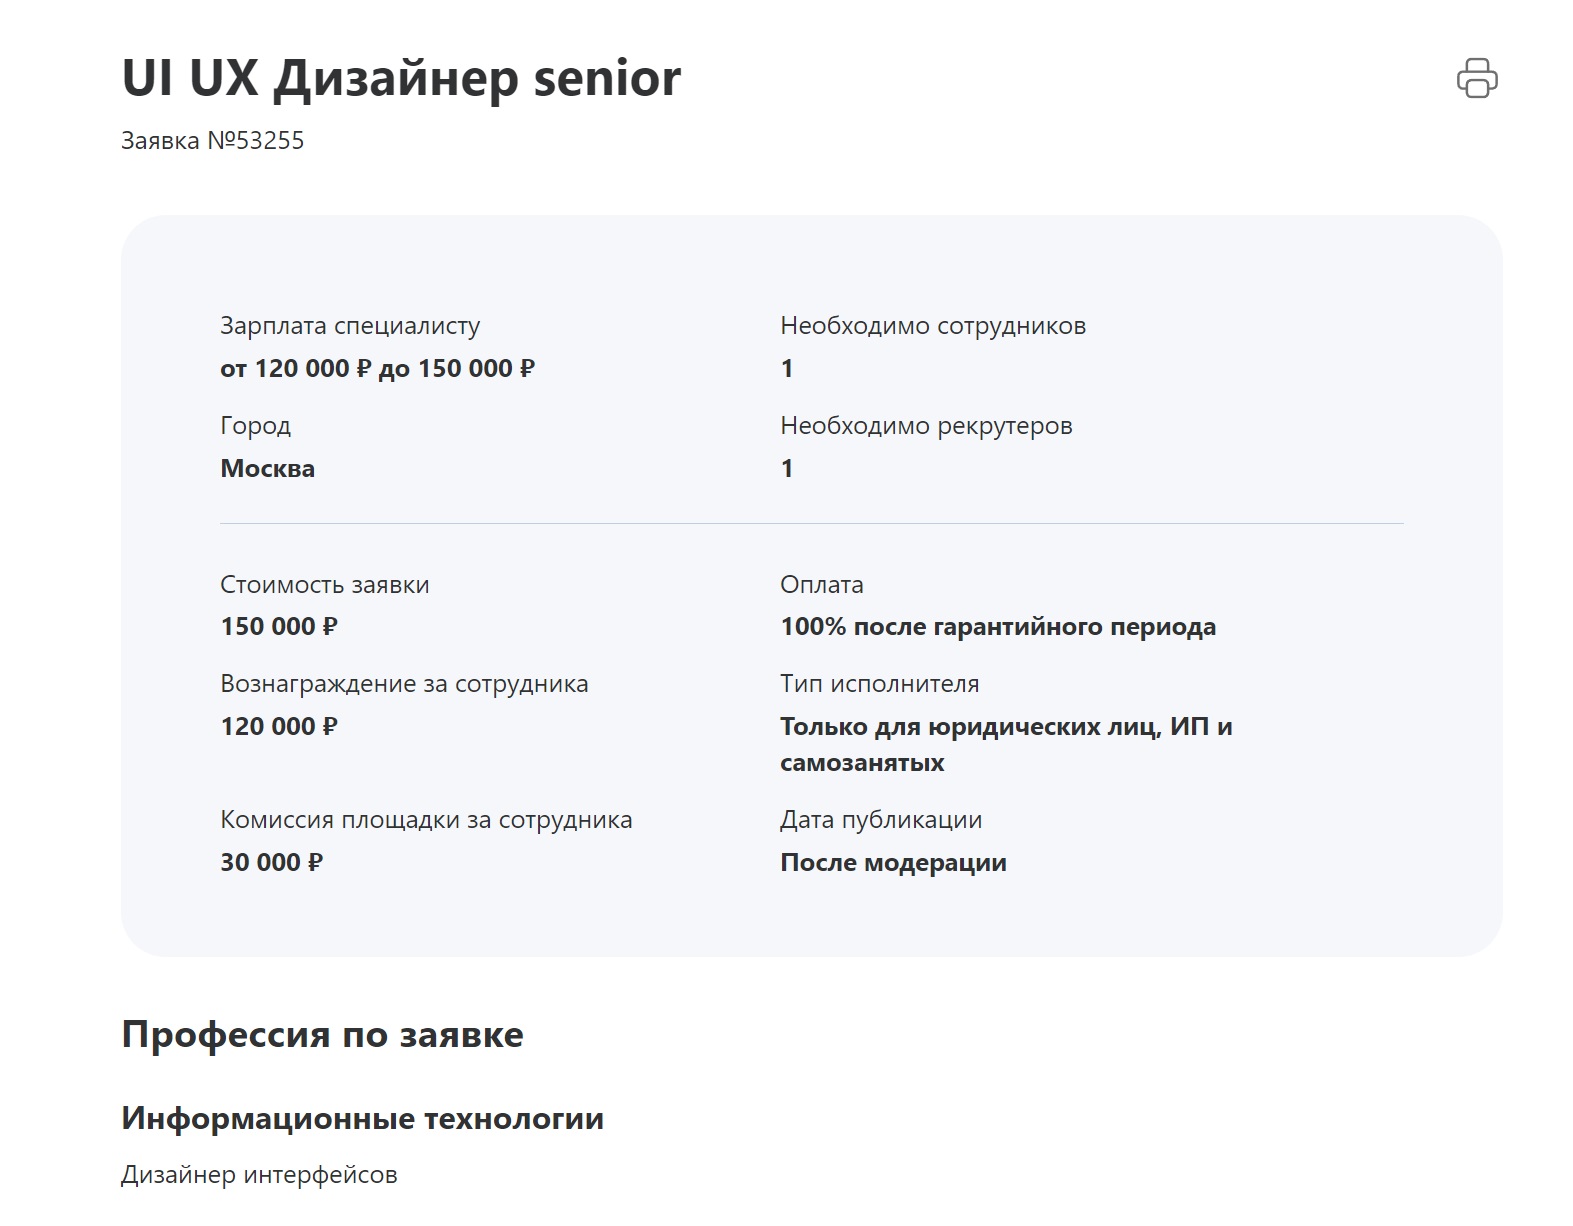 UI UX Дизайнер senior
Заявка №53255
Зарплата специалисту
от 120 000 ₽ до 150 000 ₽
Необходимо сотрудников
1
Город
Москва
Необходимо рекрутеров
1
Стоимость заявки
150 000 ₽
Оплата
100% после гарантийного периода
Вознаграждение за сотрудника
120 000 ₽
Тип исполнителя
Только для юридических лиц, ИП и
самозанятых
Комиссия площадки за сотрудника
30 000 ₽
Дата публикации
После модерации
Профессия по заявке
Информационные технологии
Дизайнер интерфейсов